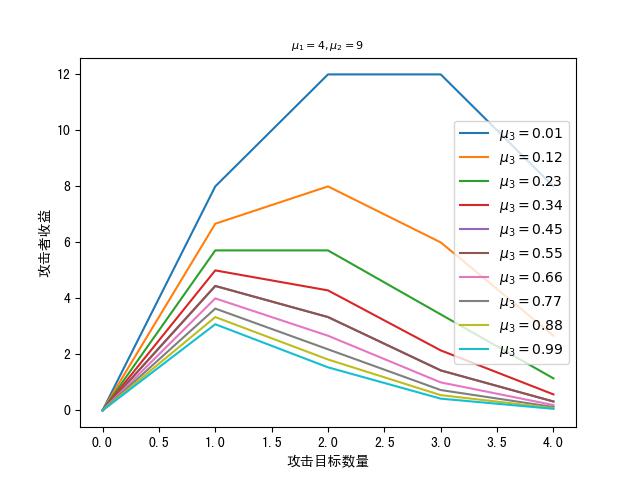 μ₁ = 4, μ₂ = 9
12
10
8
6
4
2
0
攻击者收益
μ₃ = 0.01
μ₃ = 0.12
μ₃ = 0.23
μ₃ = 0.34
μ₃ = 0.45
μ₃ = 0.55
μ₃ = 0.66
μ₃ = 0.77
μ₃ = 0.88
μ₃ = 0.99
0.0 0.5 1.0 1.5 2.0 2.5 3.0 3.5 4.0
攻击目标数量